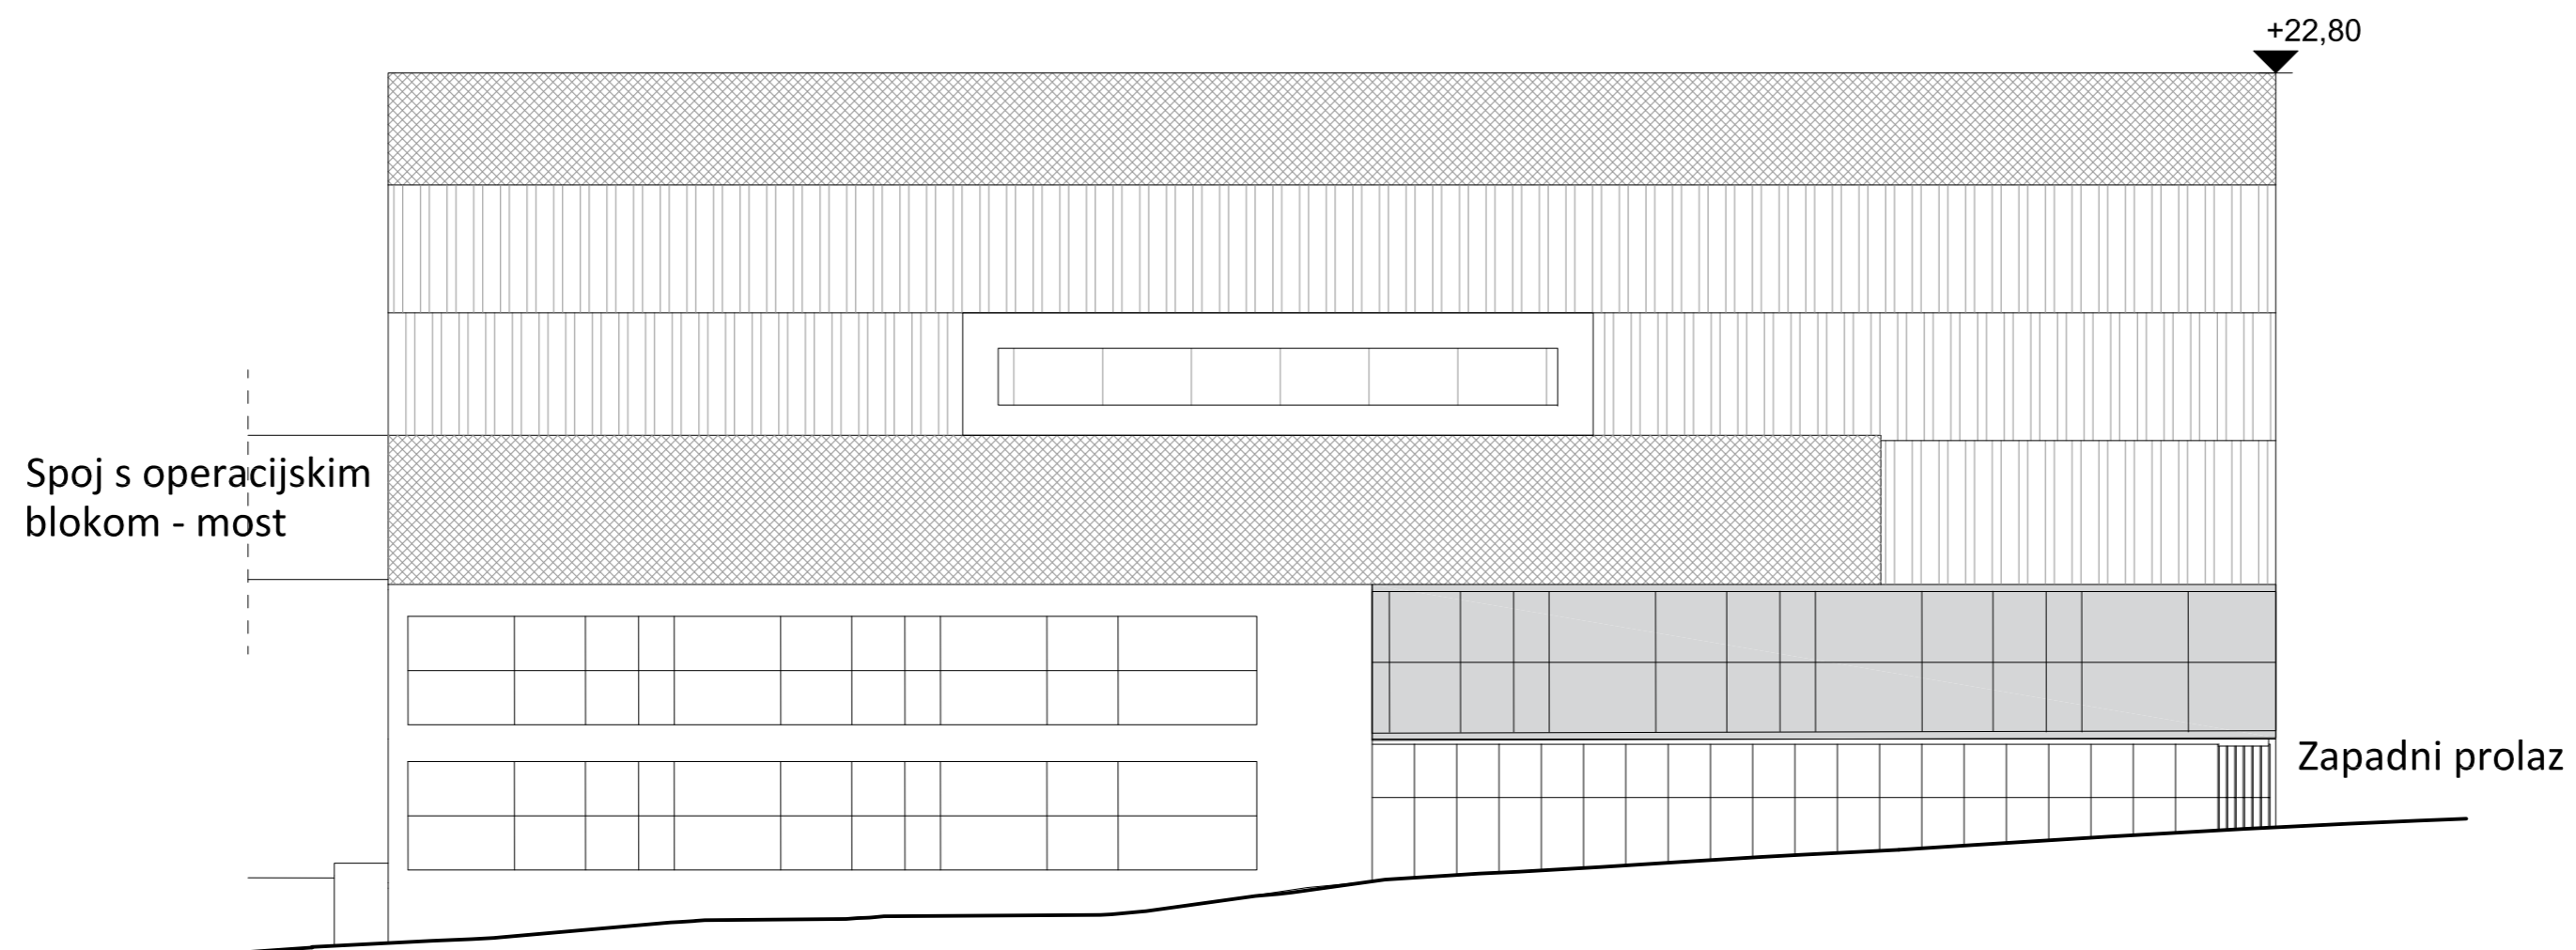 +22,80
Spoj s operacijskim
blokom - most
Zapadni prolaz